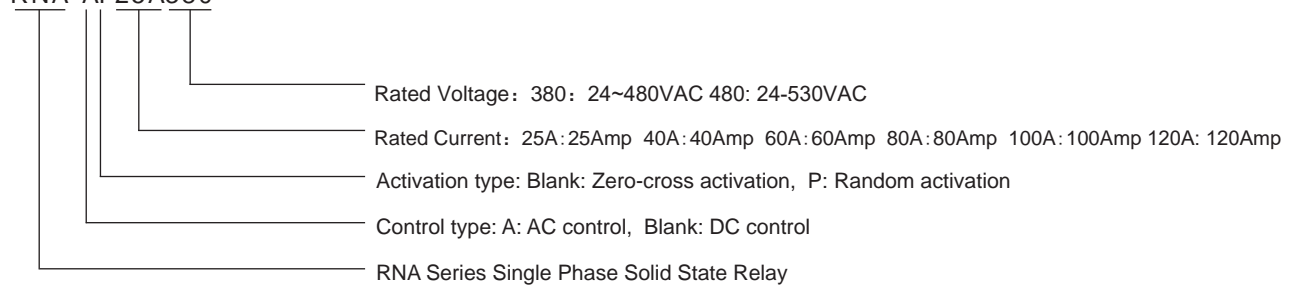 Rated Voltage：380：24~480VAC 480: 24-530VAC
Rated Current：25A:25Amp 40A:40Amp 60A:60Amp 80A:80Amp 100A:100Amp 120A: 120Amp
Activation type: Blank: Zero-cross activation, P: Random activation
Control type: A: AC control, Blank: DC control
RNA Series Single Phase Solid State Relay